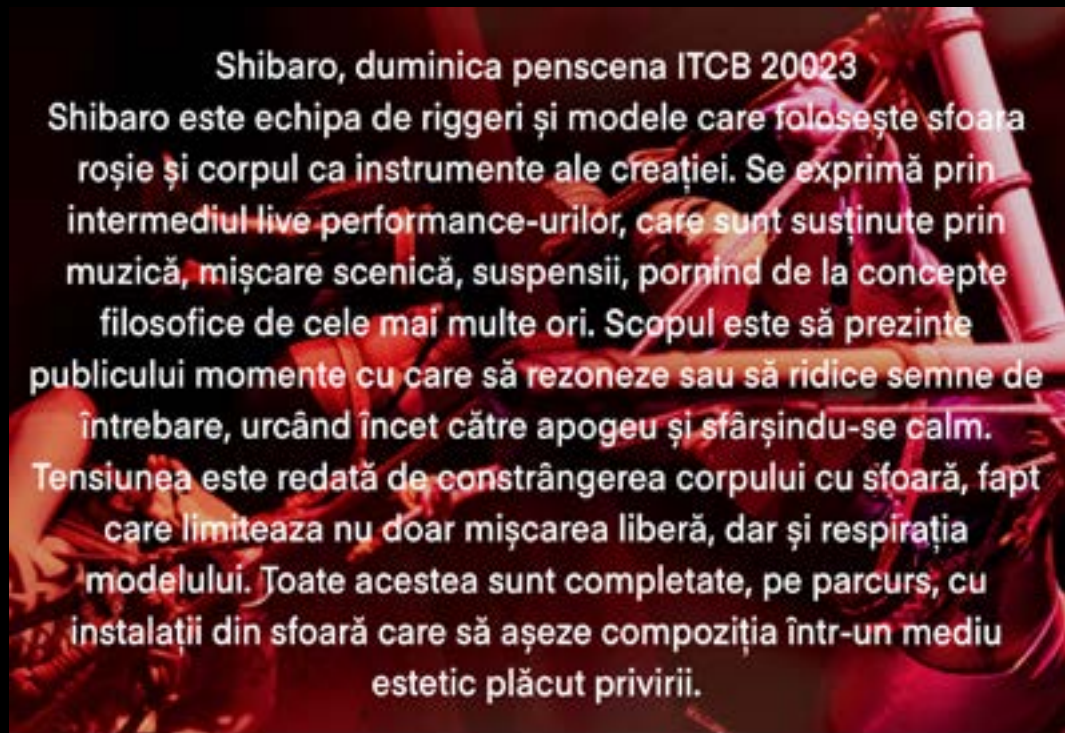 Shibaro, duminica penscena ITCB 20023
Shibaro este echipa de riggeri și modele care folosește sfoara
roșie și corpul ca instrumente ale creației. Se exprimă prin
intermediul live performance-urilor, care sunt susținute prin
muzică, mișcare scenică, suspensii, pornind de la concepte
filosofice de cele mai multe ori. Scopul este să prezinte
publicului momente cu care să rezoneze sau să ridice semne de
întrebare, urcând încet către apogeu și sfârșindu-se calm.
Tensiunea este redată de constrângerea corpului cu sfoară, fapt
care limiteaza nu doar mișcarea liberă, dar și respirația
modelului. Toate acestea sunt completate, pe parcurs, cu
instalații din sfoară care să așeze compoziția într-un mediu
estetic plăcut privirii.